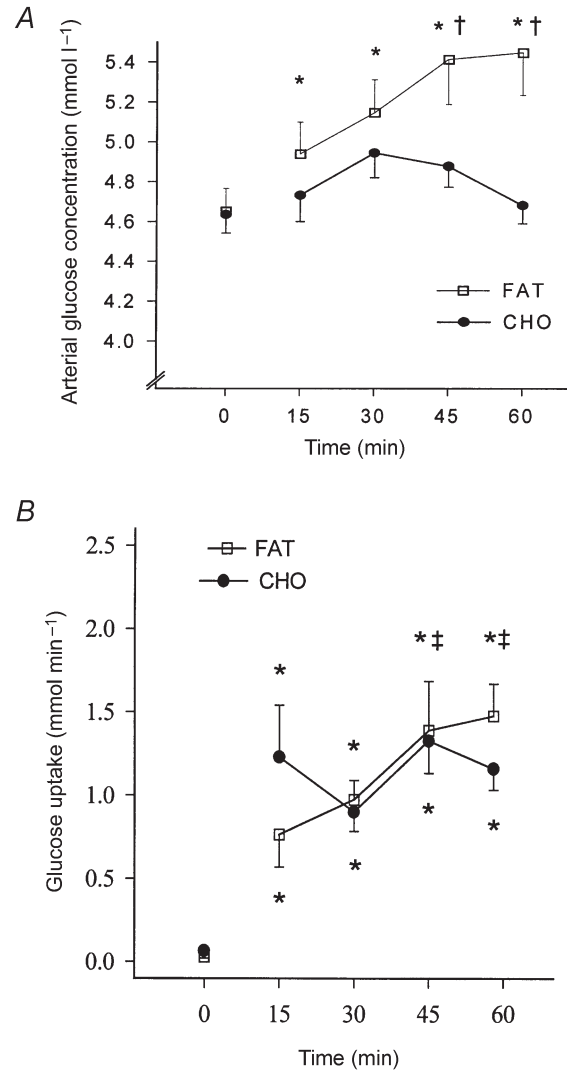 A
Arterial glucose concentration (mmol l⁻¹)
5.4
5.2
5.0
4.8
4.6
4.4
4.2
4.0
* * * † * †
FAT
CHO
0 15 30 45 60
Time (min)
B
Glucose uptake (mmol min⁻¹)
2.5
2.0
1.5
1.0
0.5
0.0
FAT
CHO
* ‡ * ‡
*
*
* *
*
*
0 15 30 45 60
Time (min)